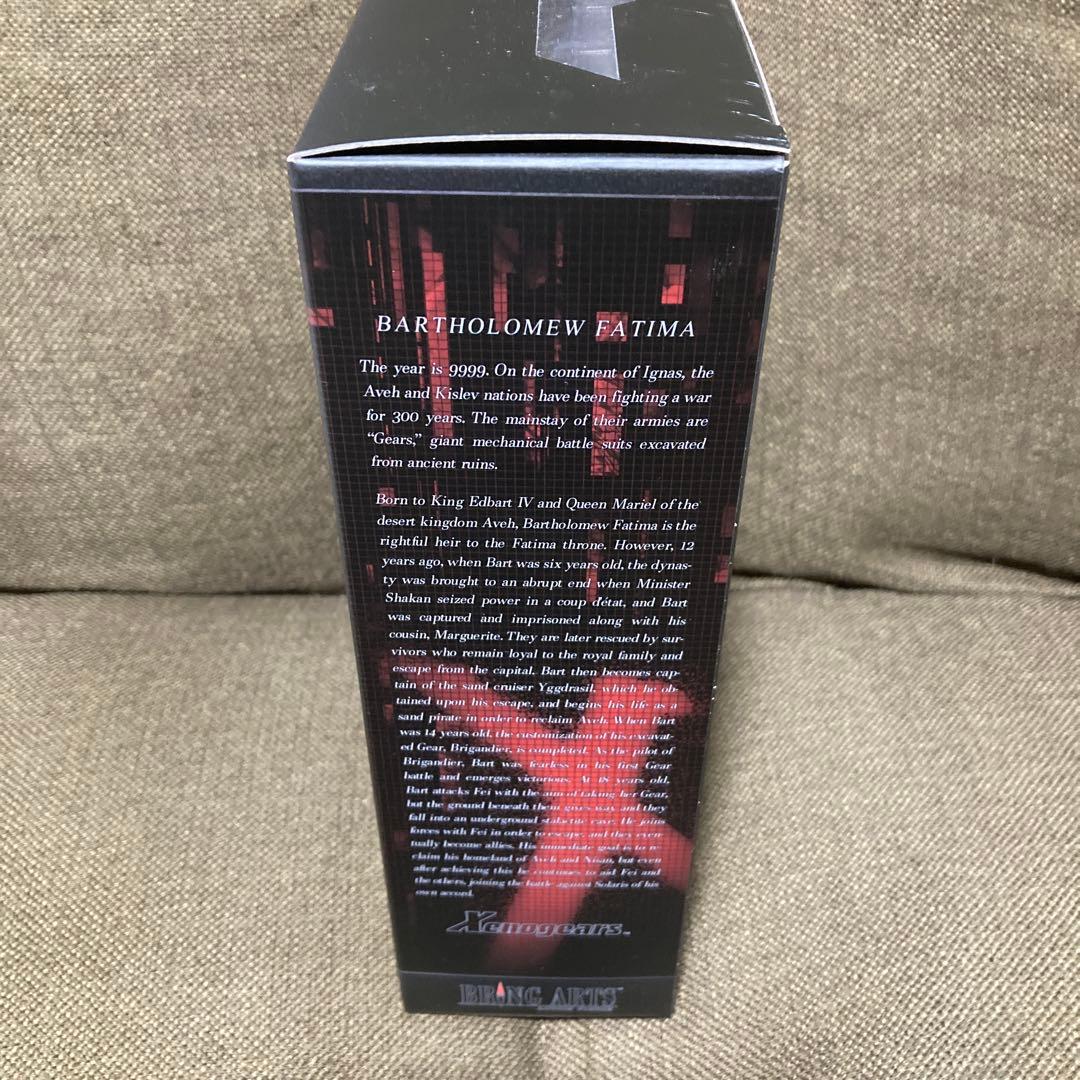 BARTHOLOMEW FATIMA
The year is 9999. On the continent of Ignas, the
Aveh and Kislev nations have been fighting a war
for 300 years. The mainstay of their armies are
“Gears,” giant mechanical battle suits excavated
from ancient ruins.
Born to King Edbart IV and Queen Mariel of the
desert kingdom Aveh, Bartholomew Fatima is the
rightful heir to the Fatima throne. However, 12
years ago, when Bart was six years old, the dynas-
ty was brought to an abrupt end when Minister
Shakan seized power in a coup d'état, and Bart
was captured and imprisoned along with his
cousin, Marguerite. They are later rescued by sur-
vivors who remain loyal to the royal family and
escape from the capital. Bart then becomes cap-
tain of the sand cruiser Yggdrasil, which he ob-
tained upon his escape, and begins his life as a
sand pirate in order to reclaim Aveh. When Bart
was 14 years old, the customization of his excavat-
ed Gear, Brigandier, is completed. As the pilot of
Brigandier, Bart was fearless in his first Gear
battle and emerges victorious. At 18 years old,
Bart attacks Fei with the aim of taking her Gear,
but the ground beneath them gives way and they
fall into an underground stalactite cave. He joins
forces with Fei in order to escape, and they even-
tually become allies. His immediate goal is to re-
claim his homeland of Aveh and Nisan, but even
after achieving this he continues to aid Fei and
the others, joining the battle against Solaris of his
own accord.
Xenogears™
BRING ARTS™